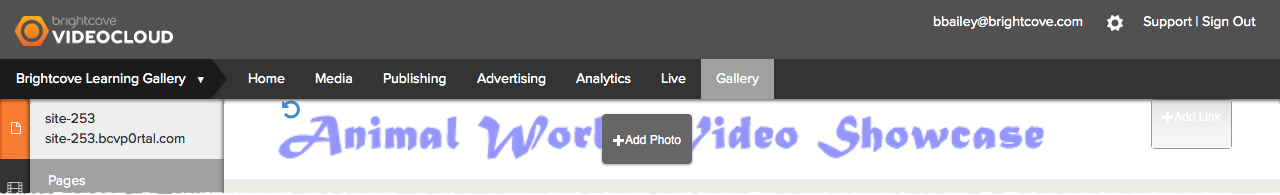 brightcove
VIDEOCLOUD
bbailey@brightcove.com
Support | Sign Out
Brightcove Learning Gallery
Home
Media
Publishing
Advertising
Analytics
Live
Gallery
site-253
site-253.bcvp0rtal.com
Animal World Video Showcase
+Add Photo
+Add Link
Pages